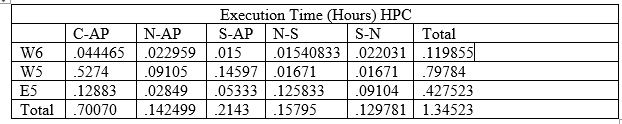 Execution Time (Hours) HPC
C-AP N-AP S-AP N-S S-N Total
W6 .044465 .022959 .015 .01540833 .022031 .119855
W5 .5274 .09105 .14597 .01671 .01671 .79784
E5 .12883 .02849 .05333 .125833 .09104 .427523
Total .70070 .142499 .2143 .15795 .129781 1.34523